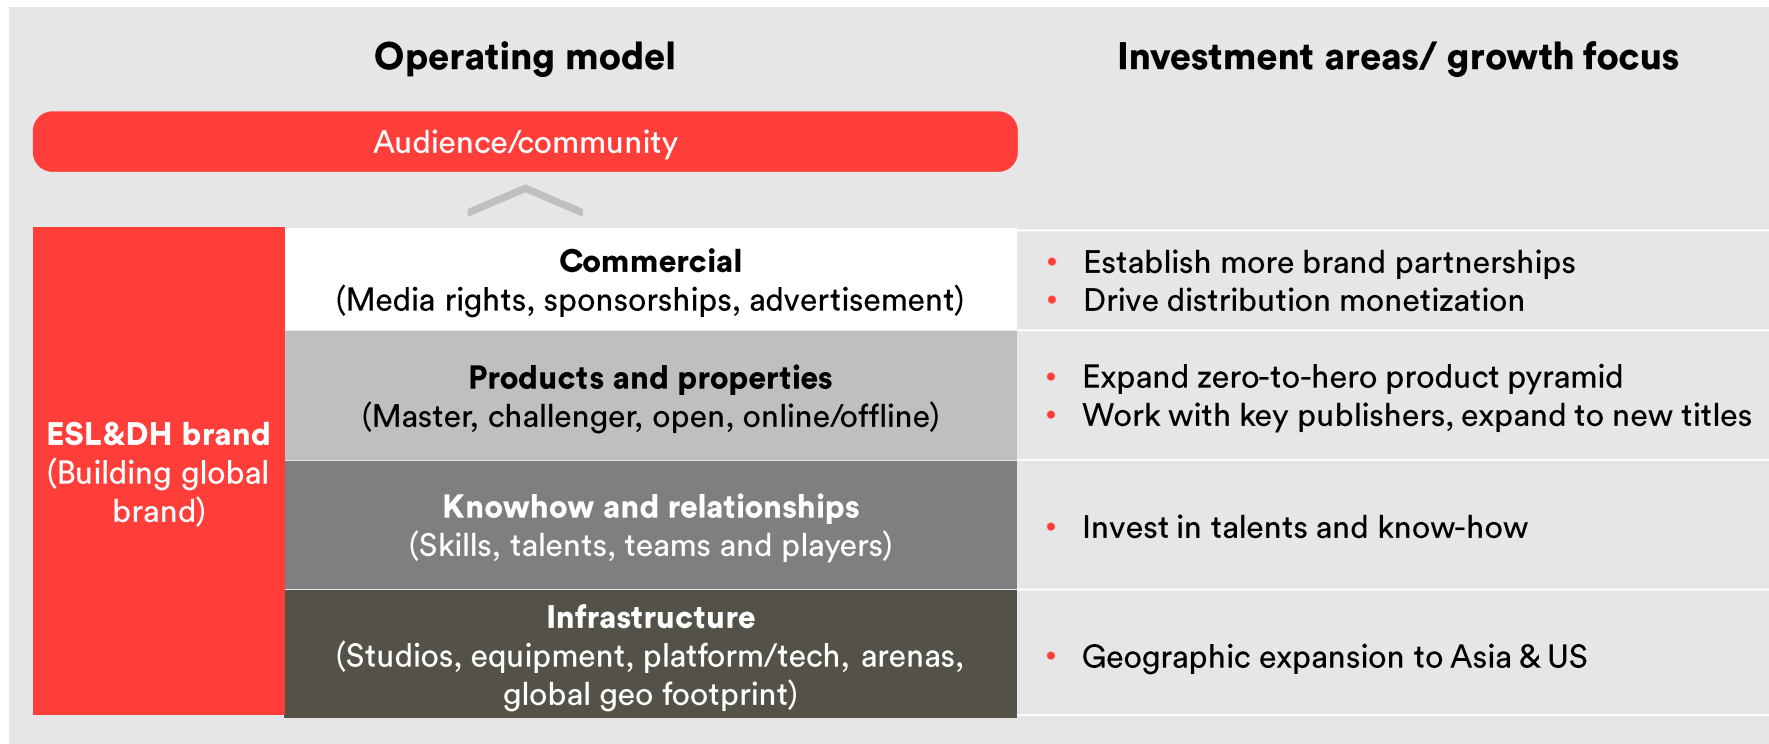 Operating model
Investment areas/ growth focus
Audience/community
ESL&DH brand
(Building global
brand)
Commercial
(Media rights, sponsorships, advertisement)
• Establish more brand partnerships
• Drive distribution monetization
Products and properties
(Master, challenger, open, online/offline)
• Expand zero-to-hero product pyramid
• Work with key publishers, expand to new titles
Knowhow and relationships
(Skills, talents, teams and players)
• Invest in talents and know-how
Infrastructure
(Studios, equipment, platform/tech, arenas,
global geo footprint)
• Geographic expansion to Asia & US